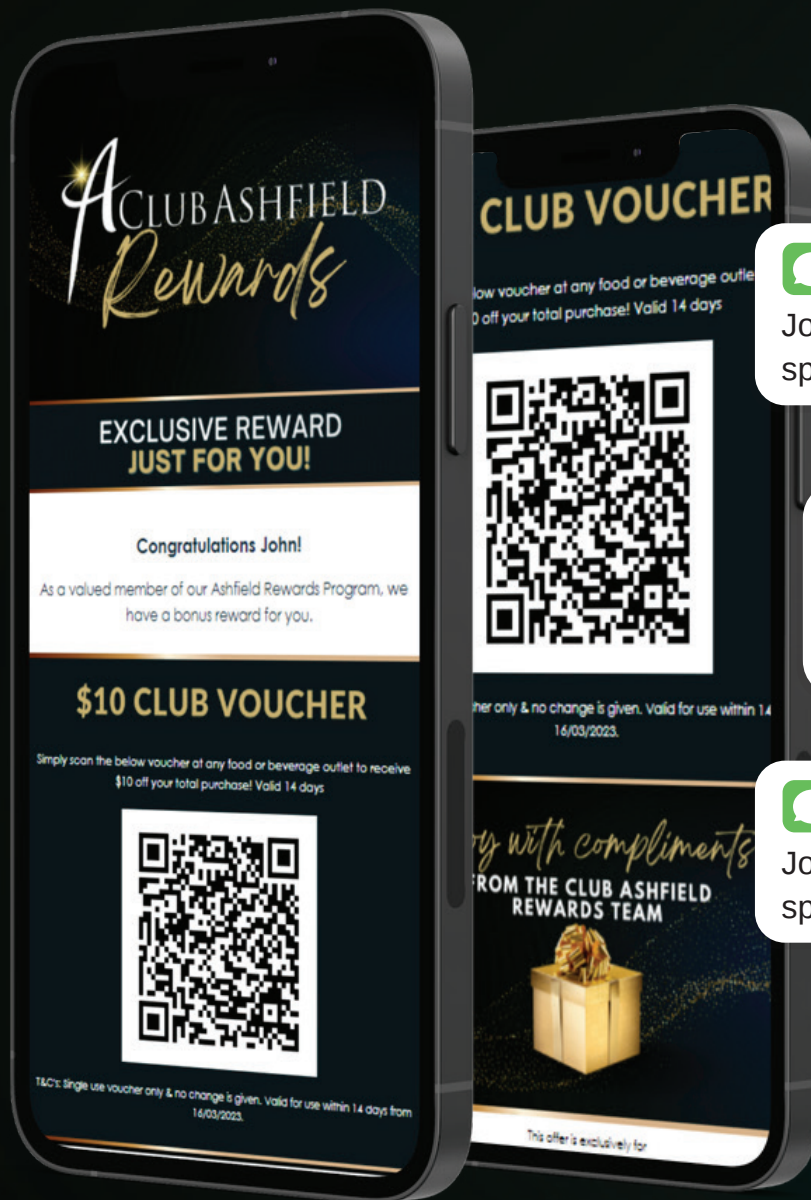 A CLUB ASHFIELD
Rewards
EXCLUSIVE REWARD
JUST FOR YOU!
Congratulations John!
As a valued member of our Ashfield Rewards Program, we
have a bonus reward for you.
$10 CLUB VOUCHER
Simply scan the below voucher at any food or beverage outlet to receive
$10 off your total purchase! Valid 14 days
T&C's: Single use voucher only & no change is given. Valid for use within 14 days from
16/03/2023.
CLUB VOUCHER
voucher at any food or beverage
off your total purchase! Valid 14 days
only & no change is given. Valid for use within 14
16/03/2023.
with compliments
FROM THE CLUB ASHFIELD
REWARDS TEAM
This offer is exclusively for
Jo
sp
Jo
sp